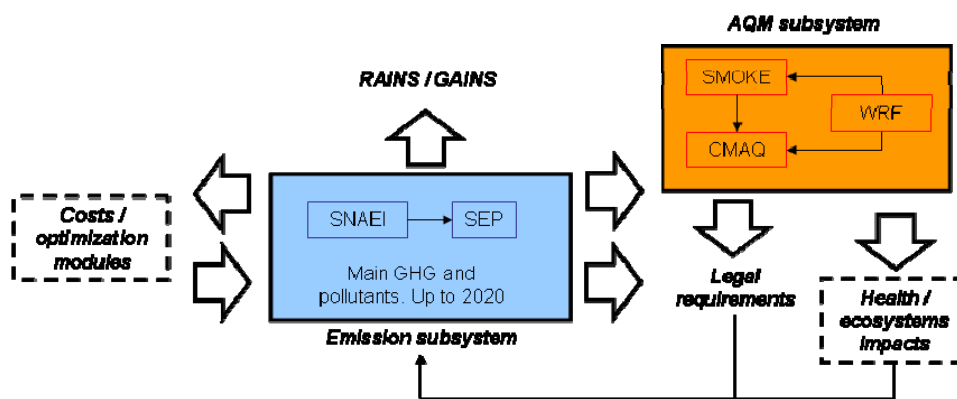 AQM subsystem
RAINS / GAINS
SMOKE
WRF
CMAQ
Costs /
optimization
modules
SNAEI
SEP
Main GHG and
pollutants. Up to 2020
Emission subsystem
Legal
requirements
Health /
ecosystems
impacts